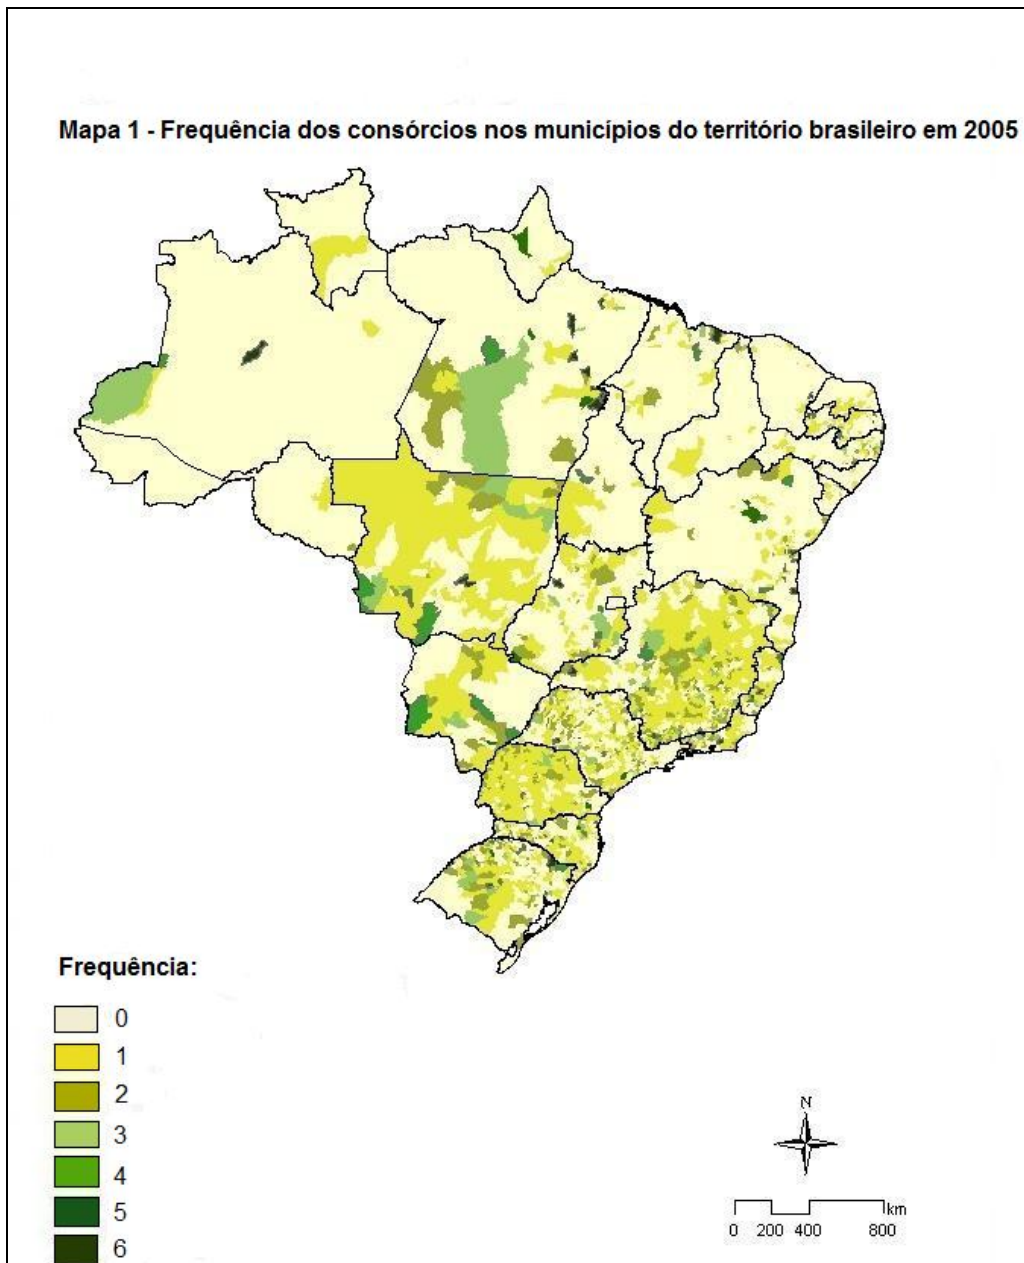 Mapa 1 - Frequência dos consórcios nos municípios do território brasileiro em 2005
Frequência:
0
1
2
3
4
5
6
N
km
0 200 400 800